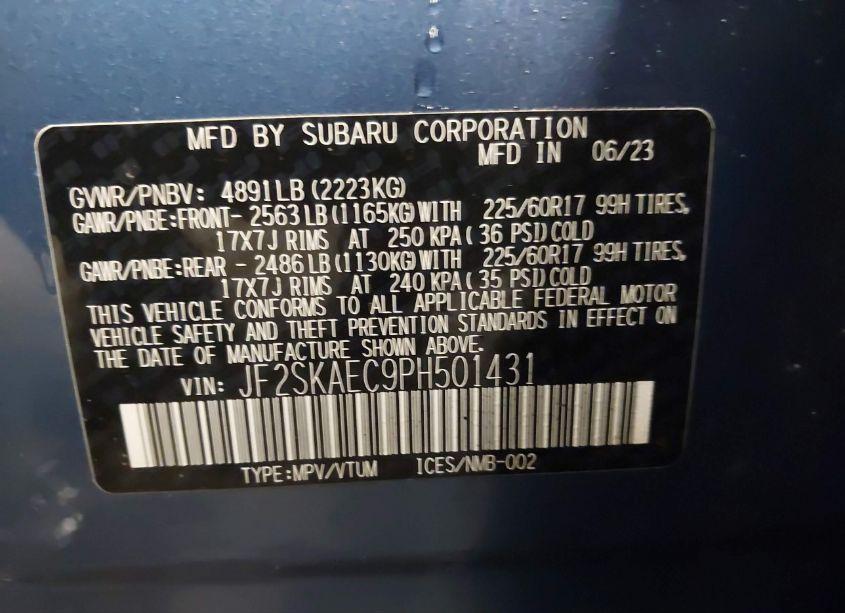 MFD BY SUBARU CORPORATION
MFD IN 06/23
GVWR/PNBV: 4891LB(2223KG)
GAWR/PNBE:FRONT- 2563LB(1165KG)WITH 225/60R17 99H TIRES,
17X7J RIMS AT 250 KPA( 36 PSI)COLD
GAWR/PNBE:REAR - 2486LB(1130KG)WITH 225/60R17 99H TIRES,
17X7J RIMS AT 240 KPA( 35 PSI)COLD
THIS VEHICLE CONFORMS TO ALL APPLICABLE FEDERAL MOTOR
VEHICLE SAFETY AND THEFT PREVENTION STANDARDS IN EFFECT ON
THE DATE OF MANUFACTURE SHOWN ABOVE.
VIN: JF2SKAEC9PH501431
TYPE:MPV/VTUM ICES/NMB-002